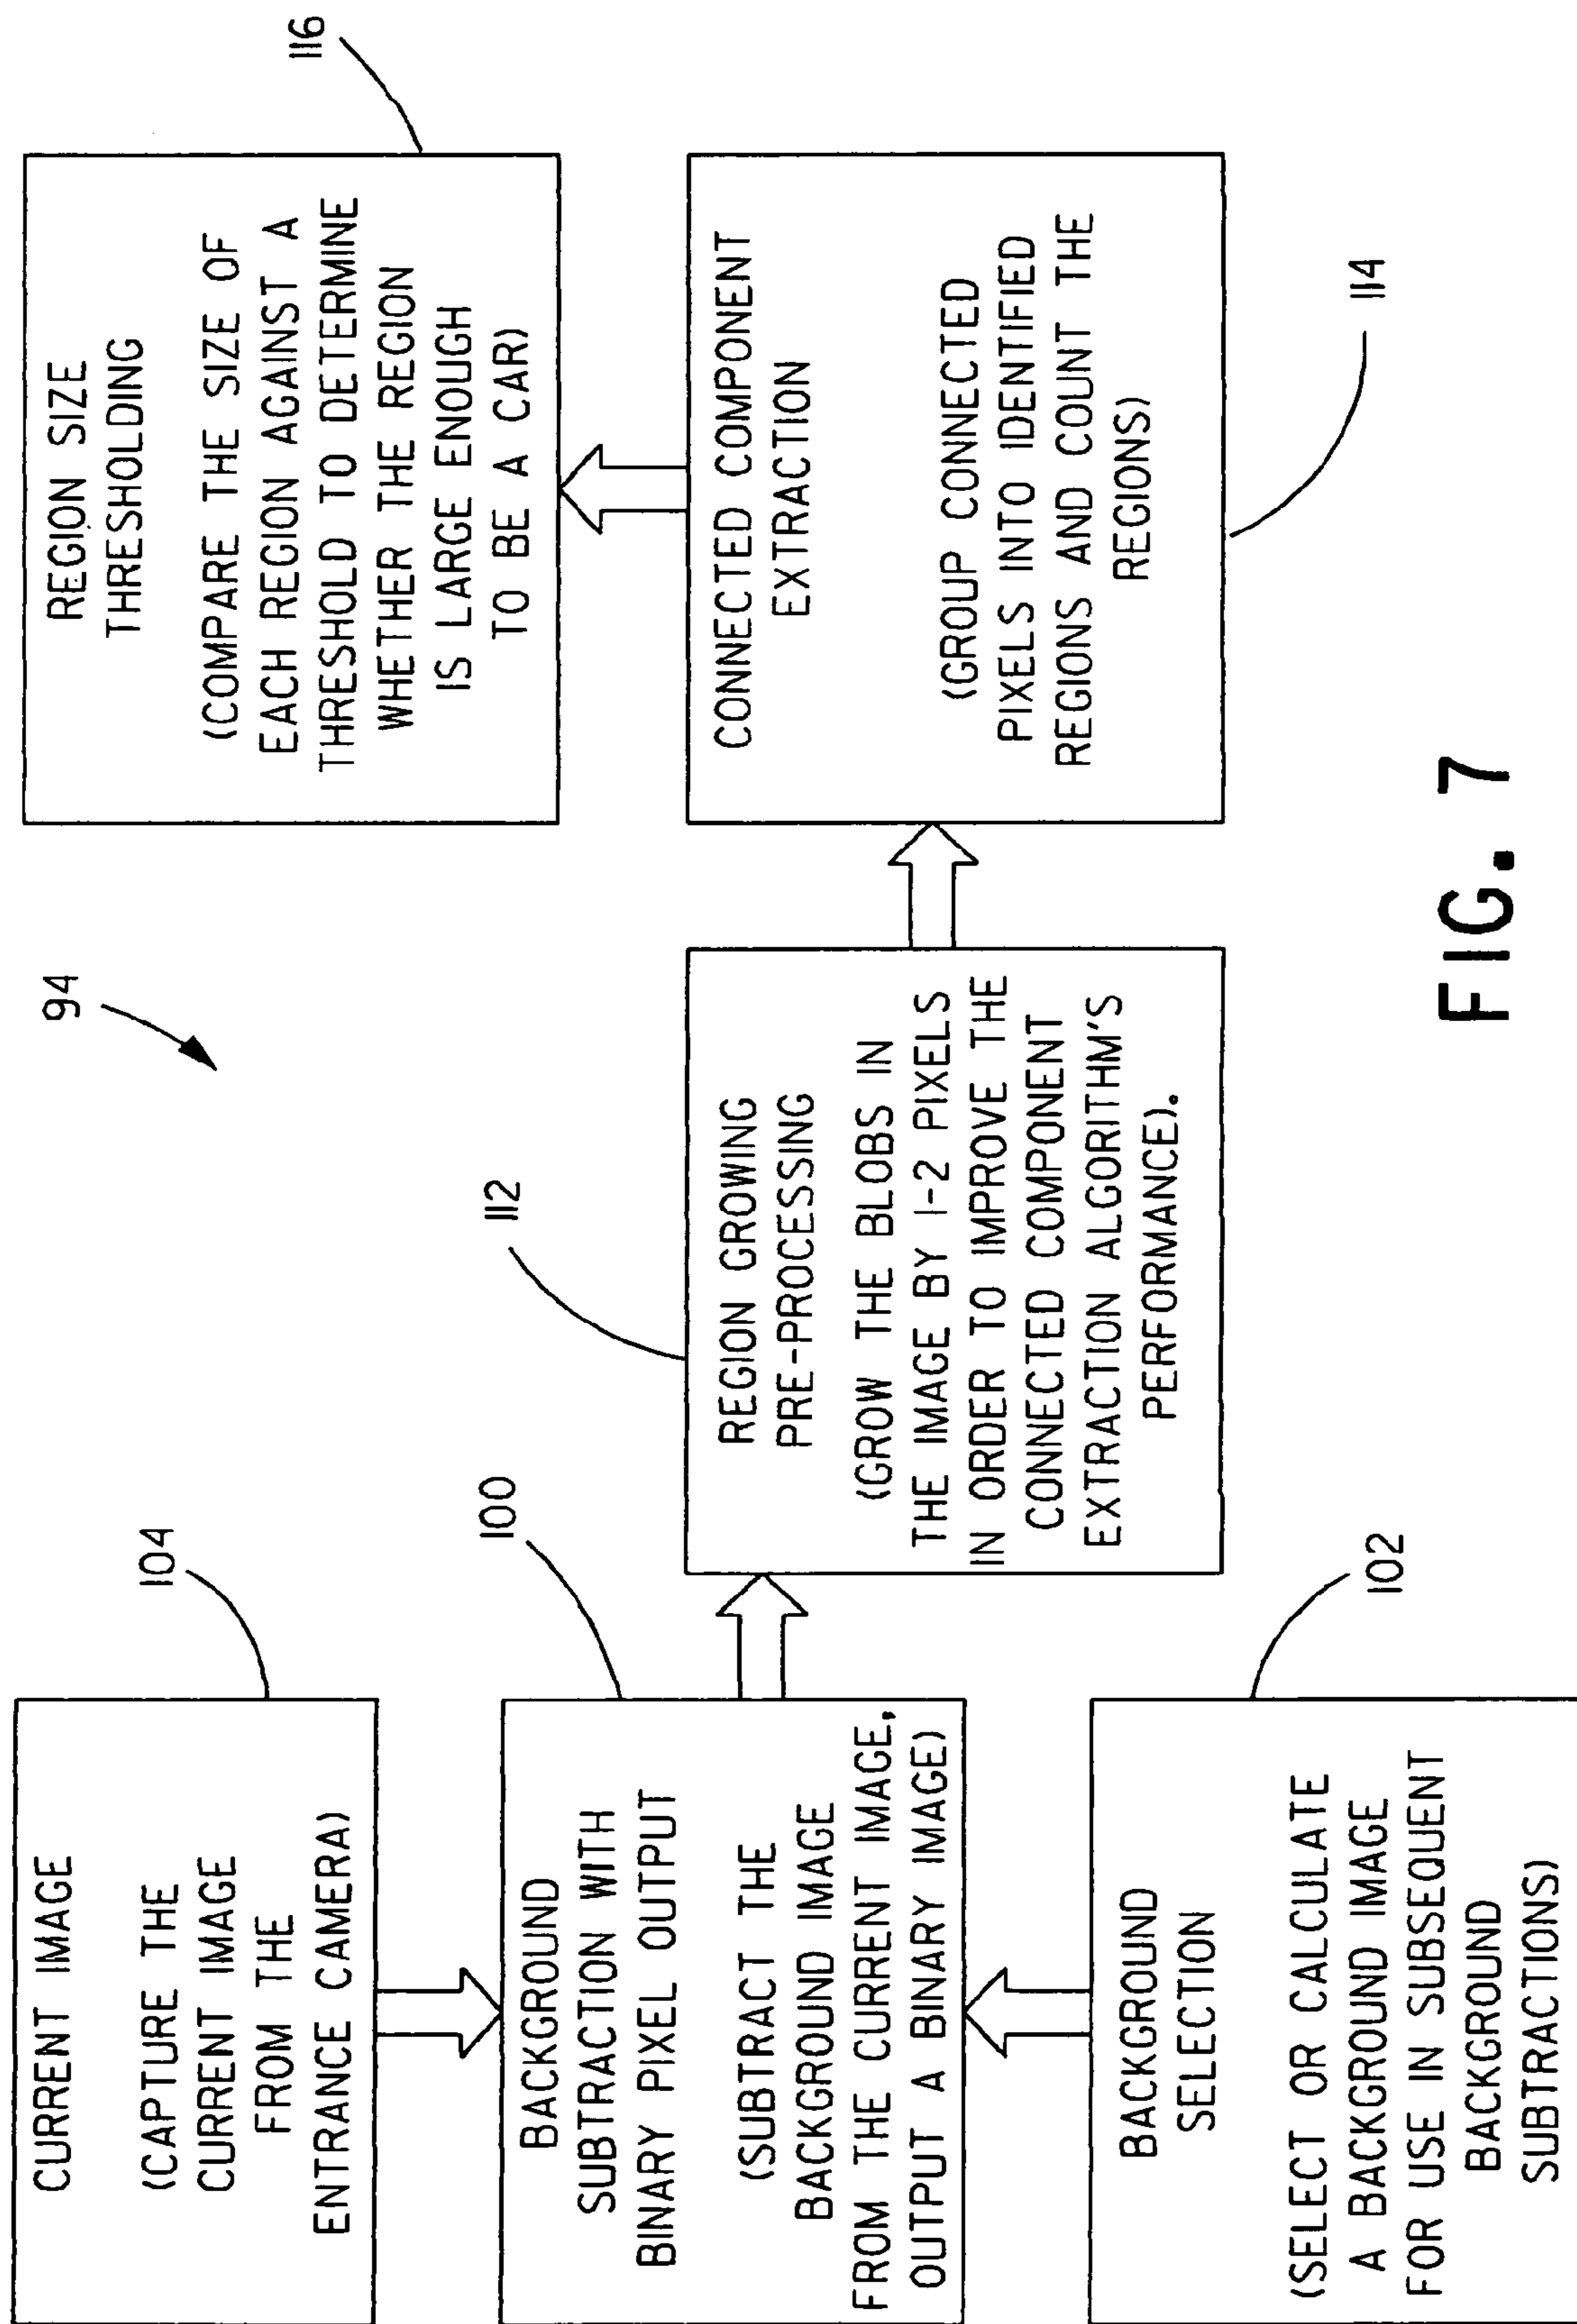 94
104
CURRENT IMAGE
(CAPTURE THE
CURRENT IMAGE
FROM THE
ENTRANCE CAMERA)
100
BACKGROUND
SUBTRACTION WITH
BINARY PIXEL OUTPUT
(SUBTRACT THE
BACKGROUND IMAGE
FROM THE CURRENT IMAGE,
OUTPUT A BINARY IMAGE)
102
BACKGROUND
SELECTION
(SELECT OR CALCULATE
A BACKGROUND IMAGE
FOR USE IN SUBSEQUENT
BACKGROUND
SUBTRACTIONS)
112
REGION GROWING
PRE-PROCESSING
(GROW THE BLOBS IN
THE IMAGE BY 1-2 PIXELS
IN ORDER TO IMPROVE THE
CONNECTED COMPONENT
EXTRACTION ALGORITHM'S
PERFORMANCE).
114
CONNECTED COMPONENT
EXTRACTION
(GROUP CONNECTED
PIXELS INTO IDENTIFIED
REGIONS AND COUNT THE
REGIONS)
116
REGION SIZE
THRESHOLDING
(COMPARE THE SIZE OF
EACH REGION AGAINST A
THRESHOLD TO DETERMINE
WHETHER THE REGION
IS LARGE ENOUGH
TO BE A CAR)
FIG. 7